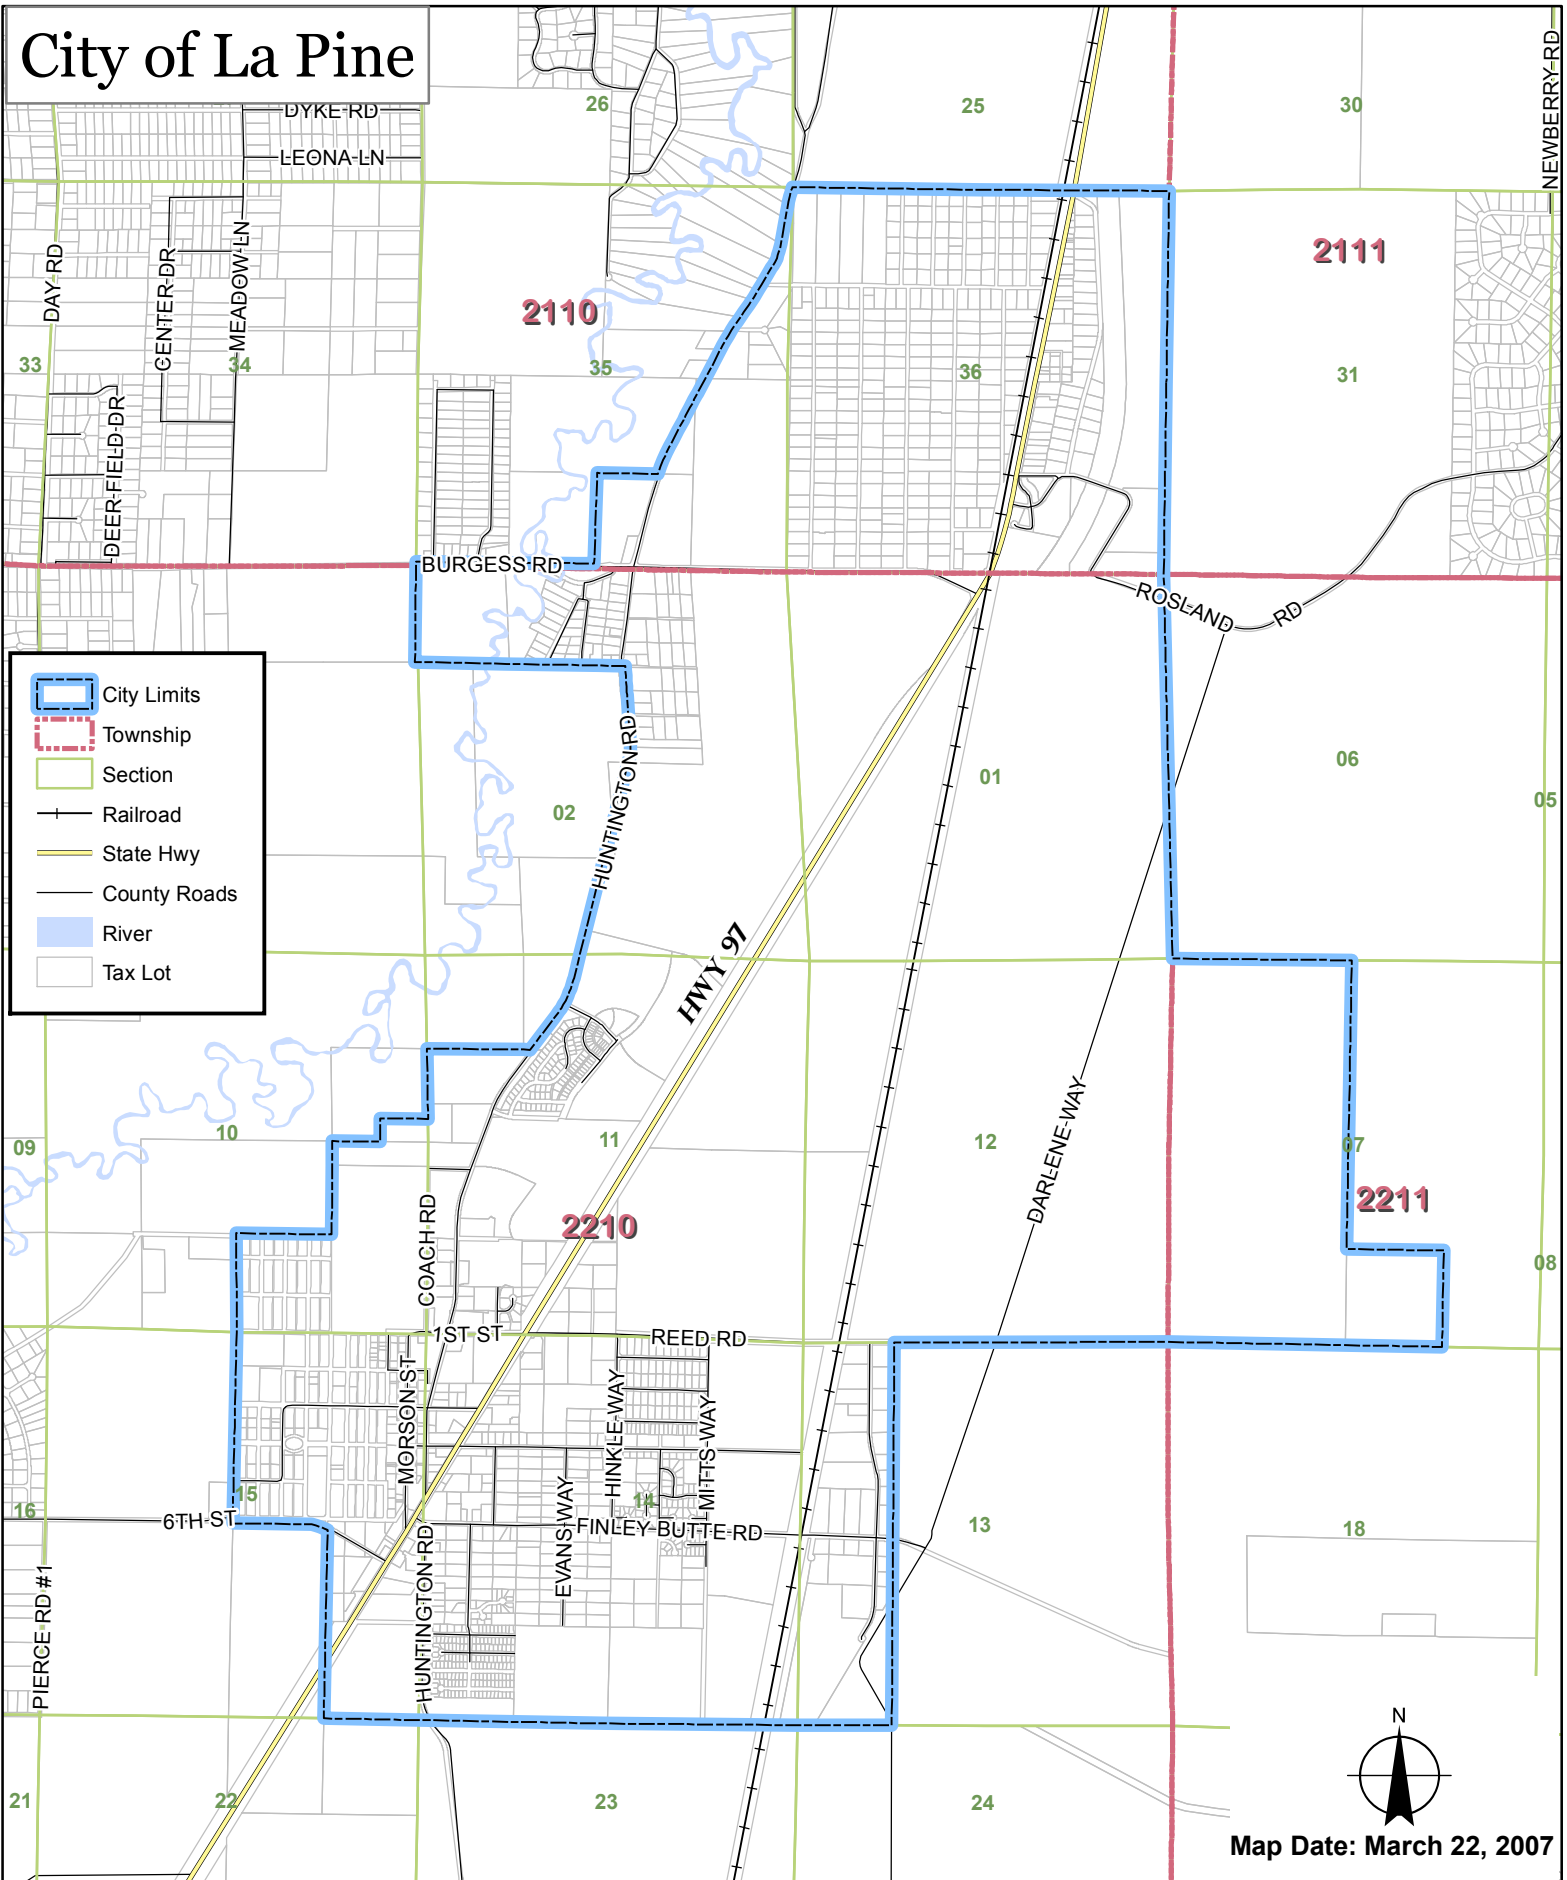 City of La Pine
DYKE RD
LEONA LN
26
25
30
NEWBERRY RD
DAY RD
CENTER DR
MEADOW LN
2110
2111
33
34
35
36
31
DEER FIELD DR
BURGESS RD
ROSLAND RD
City Limits
Township
Section
Railroad
State Hwy
County Roads
River
Tax Lot
HUNTINGTON RD
02
01
06
05
HWY 97
09
10
11
12
07
DARLENE WAY
2210
2211
08
COACH RD
1ST ST
REED RD
MORSON ST
HINKLE WAY
MITTS WAY
EVANS WAY
16
15
14
13
18
6TH ST
FINLEY BUTTE RD
PIERCE RD #1
HUNTINGTON RD
21
22
23
24
N
Map Date: March 22, 2007